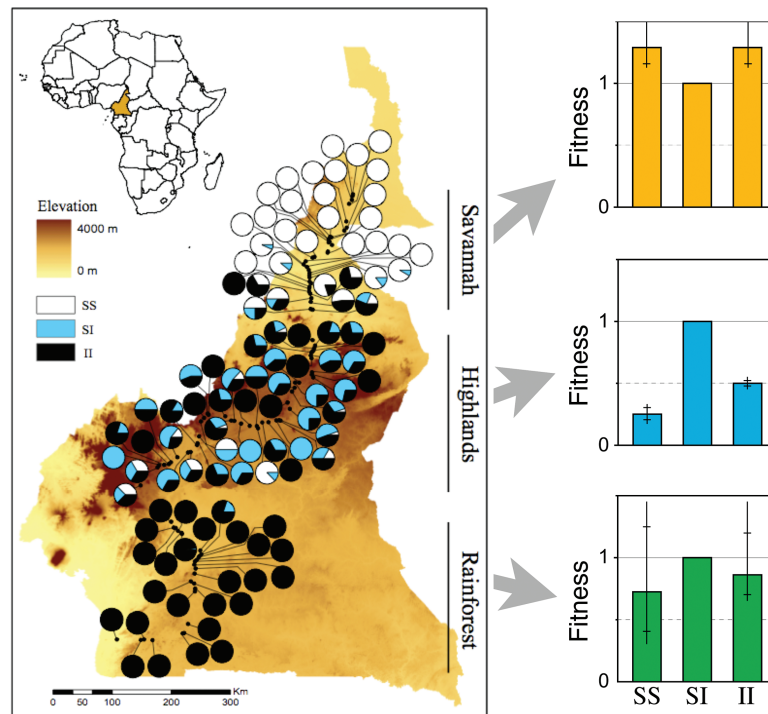 Elevation
4000 m
0 m
SS
SI
II
Savannah
Highlands
Rainforest
0 50 100 200 300 Km
Fitness
1
0
Fitness
1
0
Fitness
1
0
SS SI II